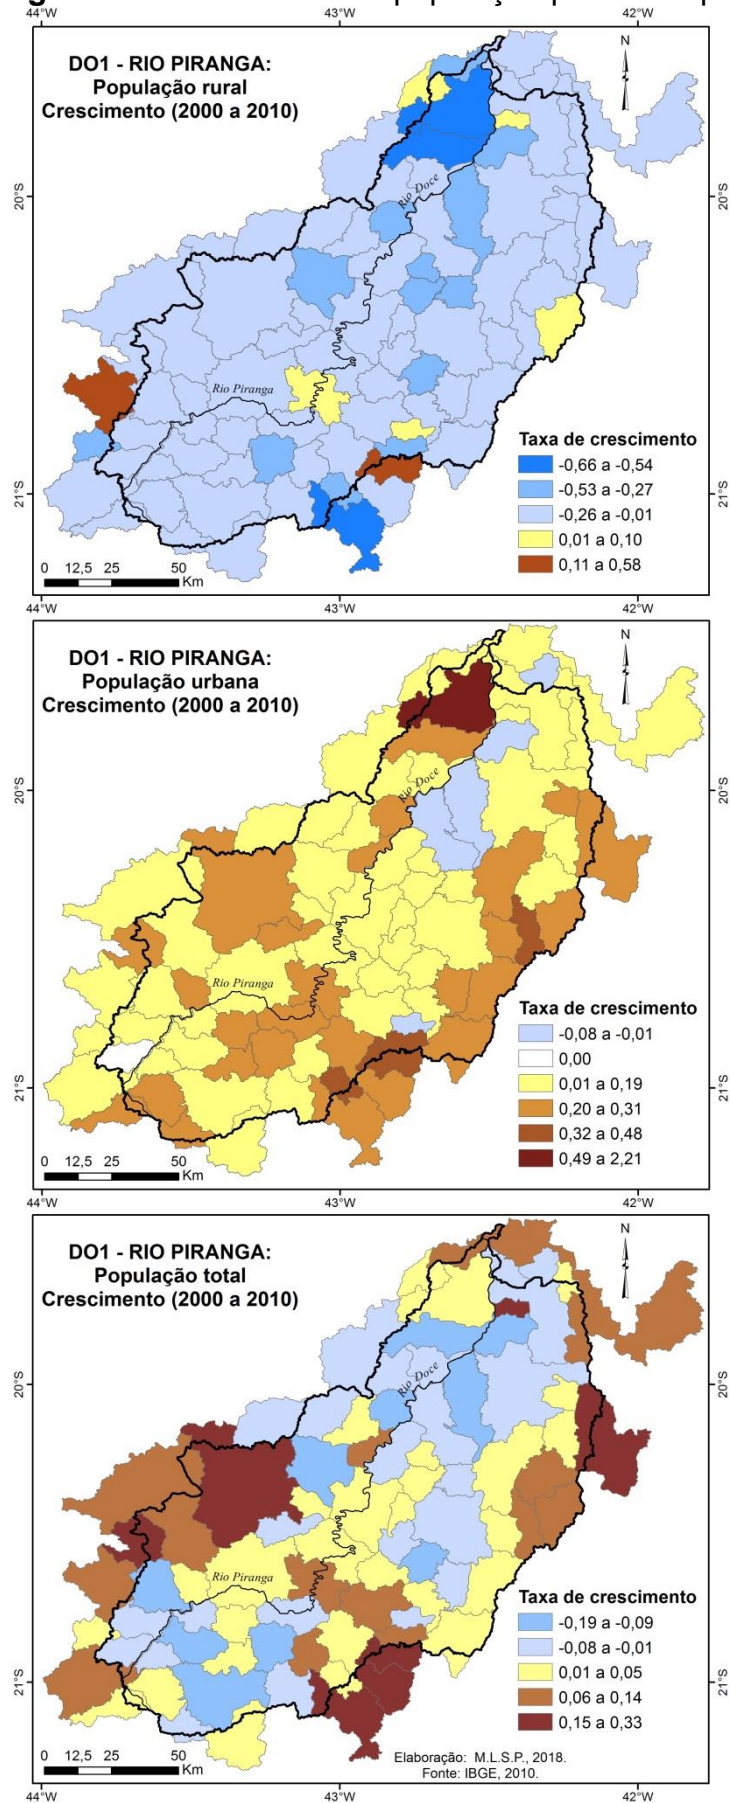 população
44°W 43°W 42°W
DO1 - RIO PIRANGA:
População rural
Crescimento (2000 a 2010)
N
20°S
20°S
Rio Doce
Rio Piranga
Taxa de crescimento
-0,66 a -0,54
-0,53 a -0,27
-0,26 a -0,01
0,01 a 0,10
0,11 a 0,58
21°S
21°S
0 12,5 25 50
Km
44°W 43°W 42°W
DO1 - RIO PIRANGA:
População urbana
Crescimento (2000 a 2010)
N
20°S
20°S
Rio Doce
Rio Piranga
Taxa de crescimento
-0,08 a -0,01
0,00
0,01 a 0,19
0,20 a 0,31
0,32 a 0,48
0,49 a 2,21
21°S
21°S
0 12,5 25 50
Km
44°W 43°W 42°W
DO1 - RIO PIRANGA:
População total
Crescimento (2000 a 2010)
N
20°S
20°S
Rio Doce
Rio Piranga
Taxa de crescimento
-0,19 a -0,09
-0,08 a -0,01
0,01 a 0,05
0,06 a 0,14
0,15 a 0,33
21°S
21°S
0 12,5 25 50
Km
Elaboração: M.L.S.P., 2018.
Fonte: IBGE, 2010.
44°W 43°W 42°W